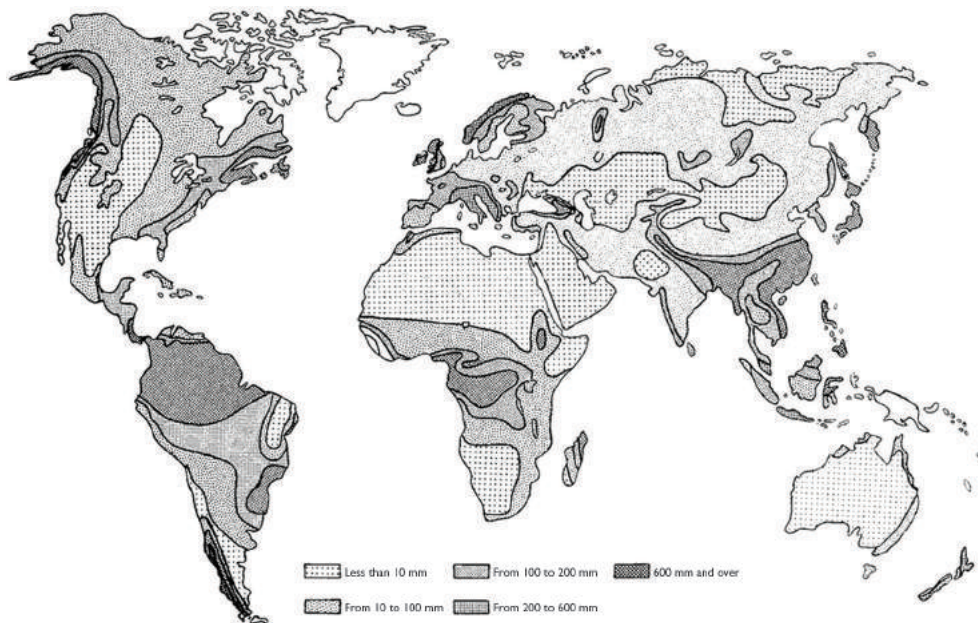 Less than 10 mm
From 100 to 200 mm
600 mm and over
From 10 to 100 mm
From 200 to 600 mm